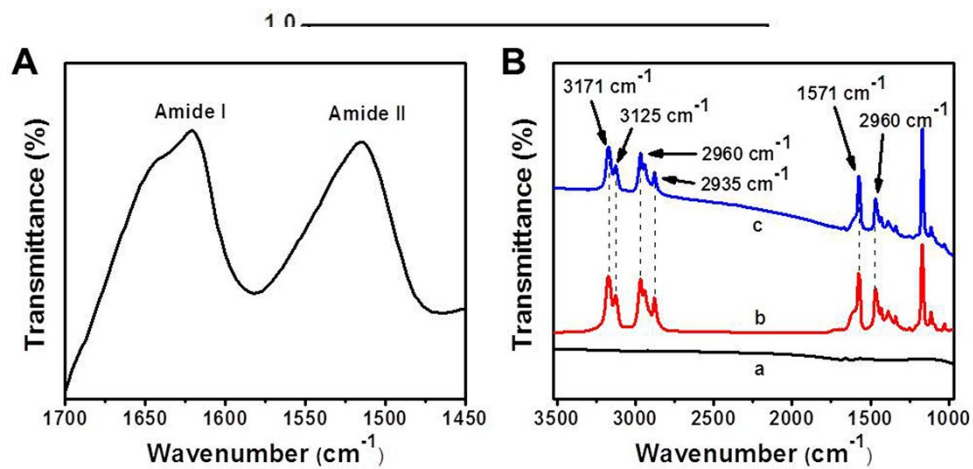 1.0
A
B
Amide I
Amide II
3171 cm⁻¹
3125 cm⁻¹
2960 cm⁻¹
2935 cm⁻¹
1571 cm⁻¹
2960 cm⁻¹
c
b
a
Transmittance (%)
Transmittance (%)
1700 1650 1600 1550 1500 1450
3500 3000 2500 2000 1500 1000
Wavenumber (cm⁻¹)
Wavenumber (cm⁻¹)